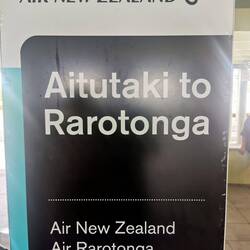 AIR NEW ZEALAND
Aitutaki to
Rarotonga
Air New Zealand
Air Rarotonga